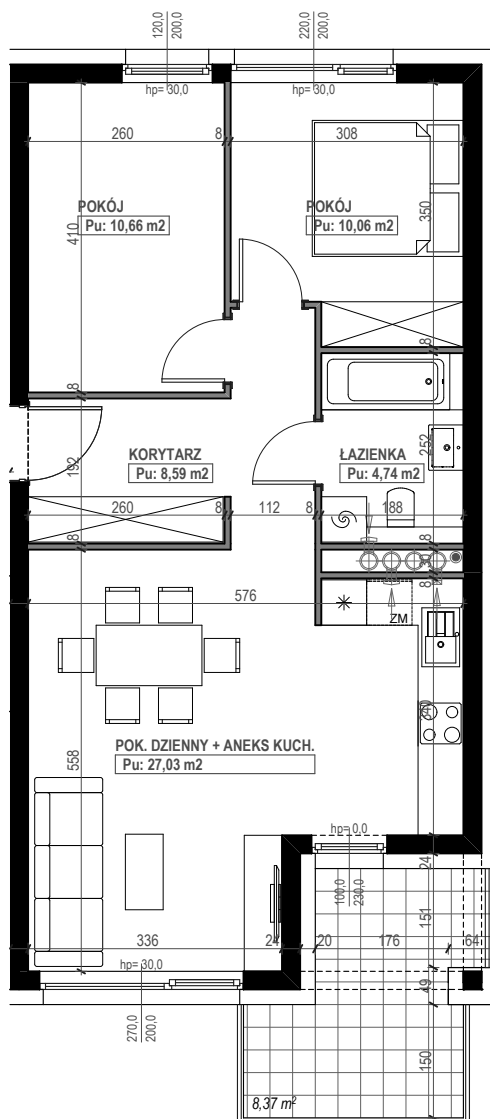 120,0 220,0
200,0 200,0
hp= 30,0 hp= 30,0
260 8 308
POKÓJ POKÓJ
Pu: 10,66 m2 Pu: 10,06 m2
410 350
8 8
KORYTARZ ŁAZIENKA
Pu: 8,59 m2 Pu: 4,74 m2
192 252
260 8 112 8 188
8 8
30
8
576
ZM
POK. DZIENNY + ANEKS KUCH.
Pu: 27,03 m2
558
hp= 0,0
100,0
230,0
24
151
336 24 20 176 64
hp= 30,0
49
270,0
200,0
150
8,37 m²